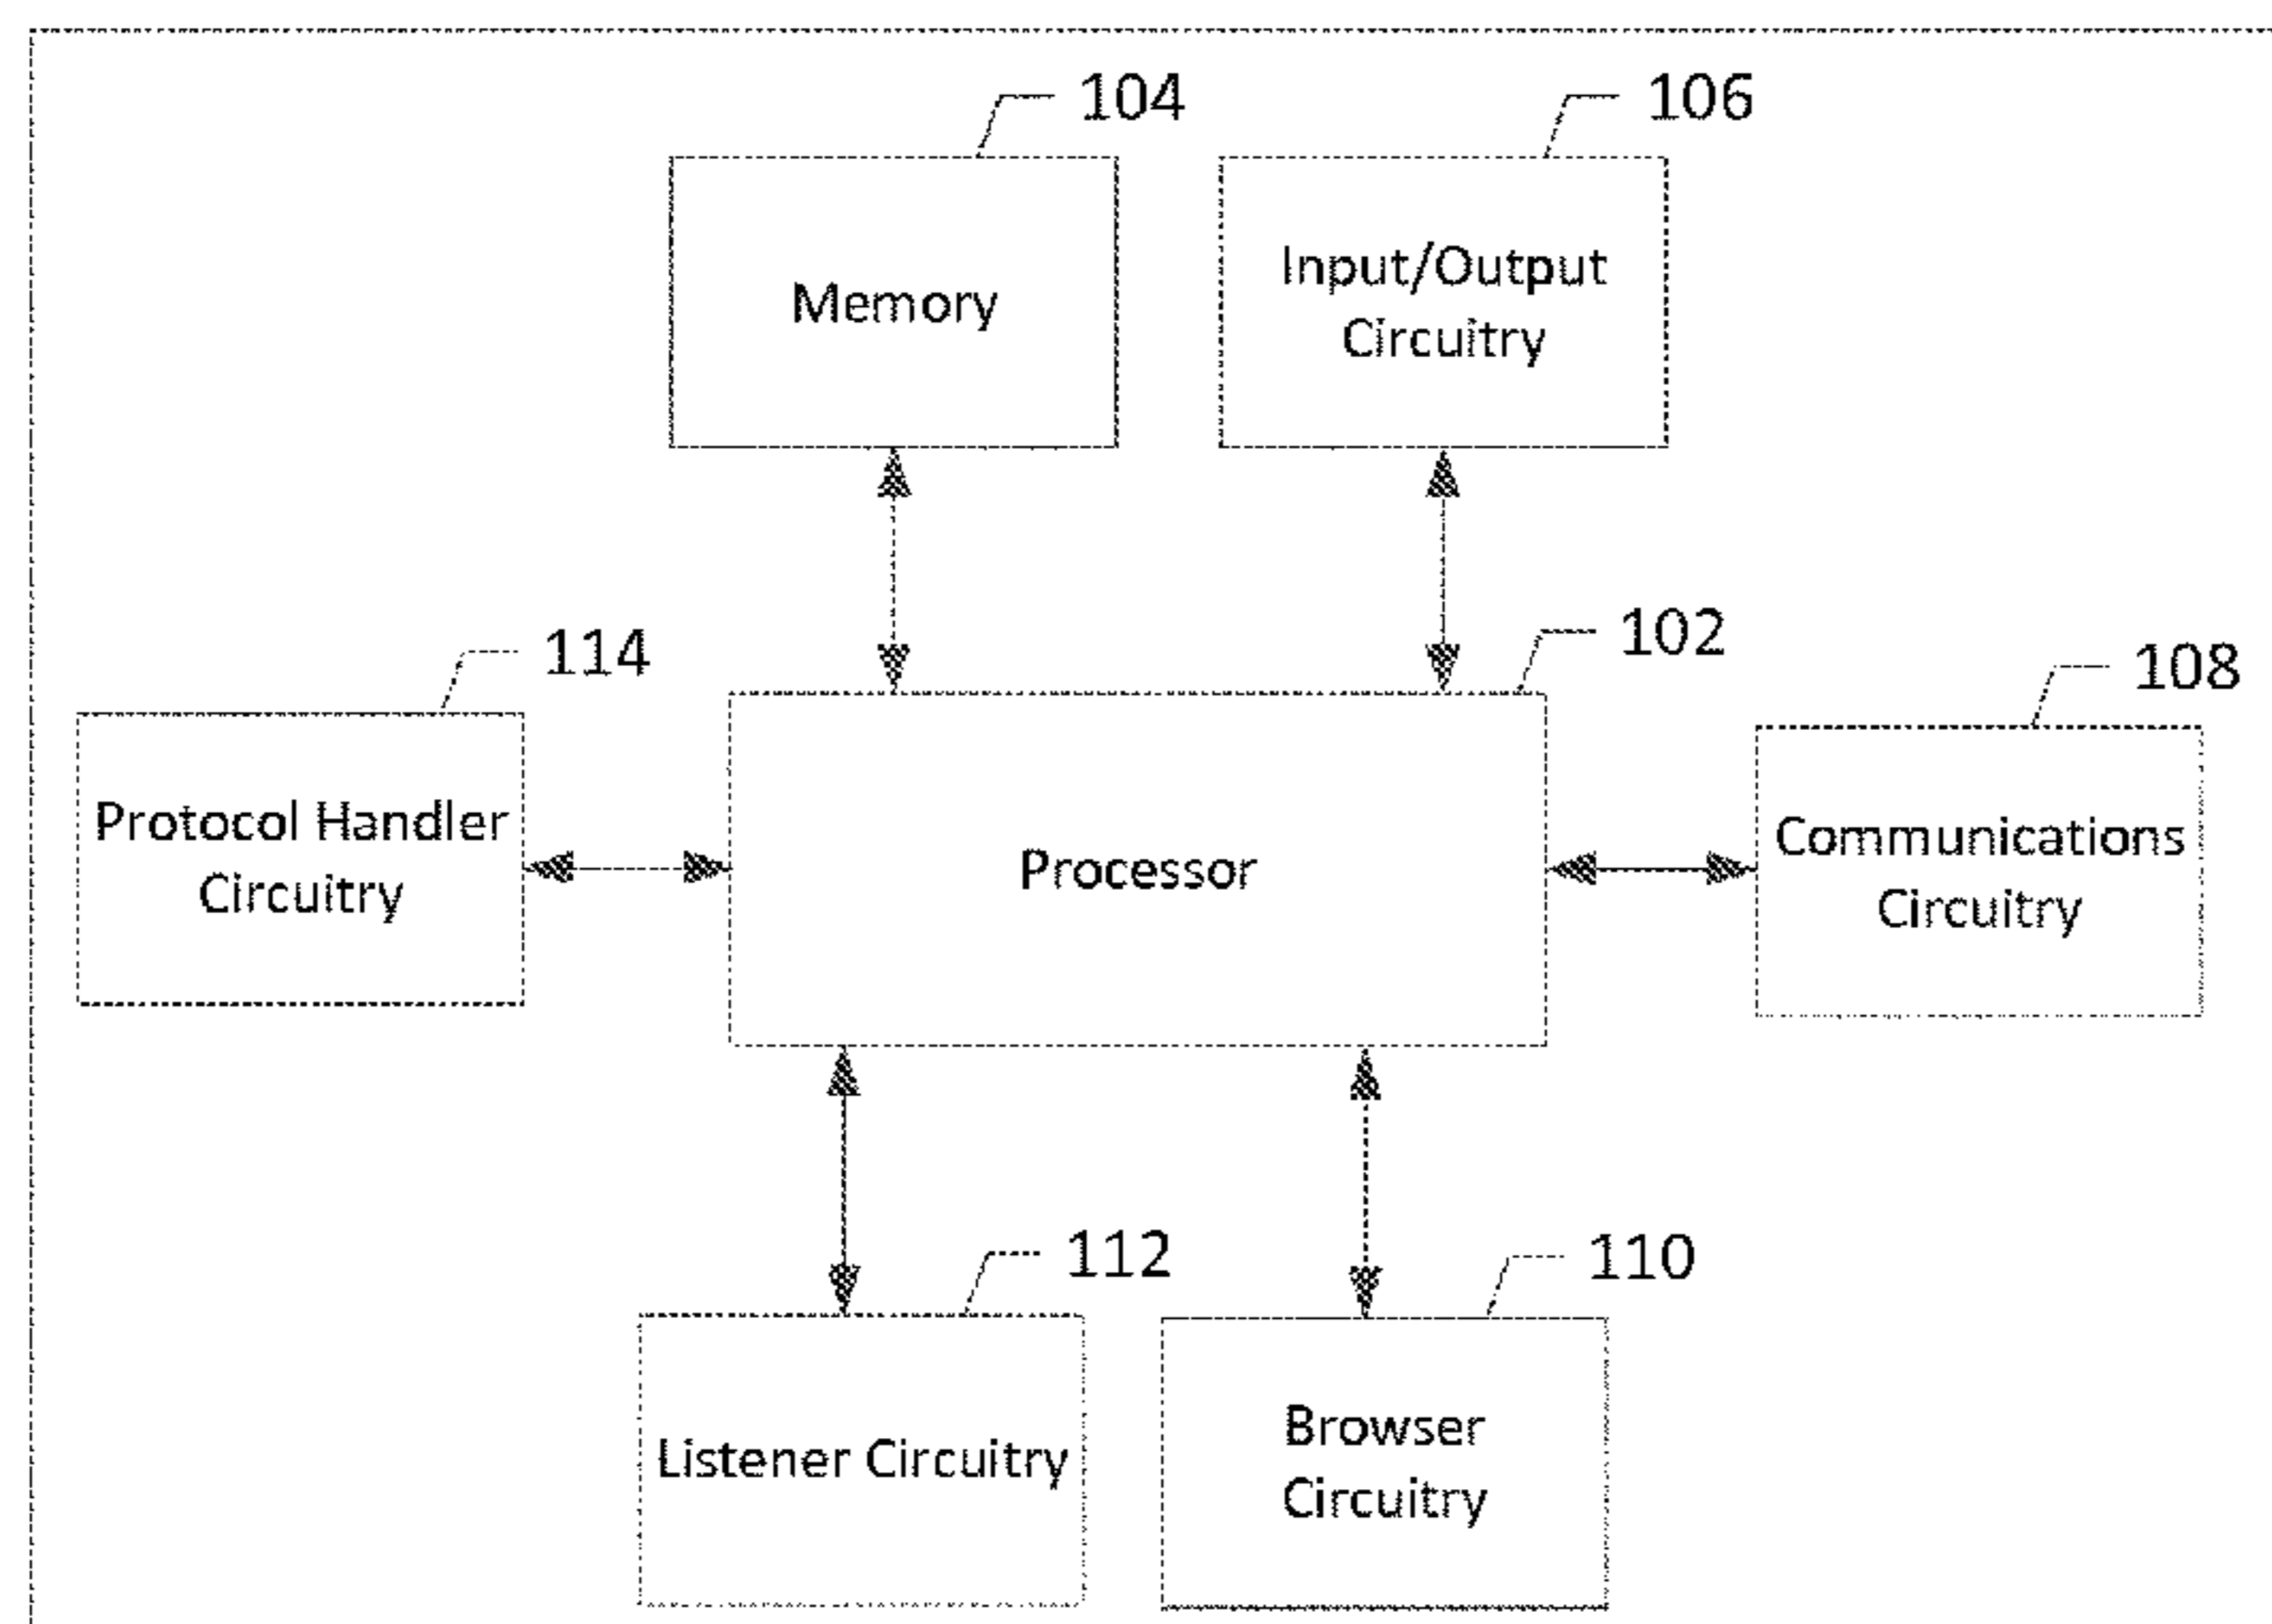 104
106
Memory
Input/Output
Circuitry
114
102
108
Protocol Handler
Circuitry
Processor
Communications
Circuitry
112
110
Listener Circuitry
Browser
Circuitry